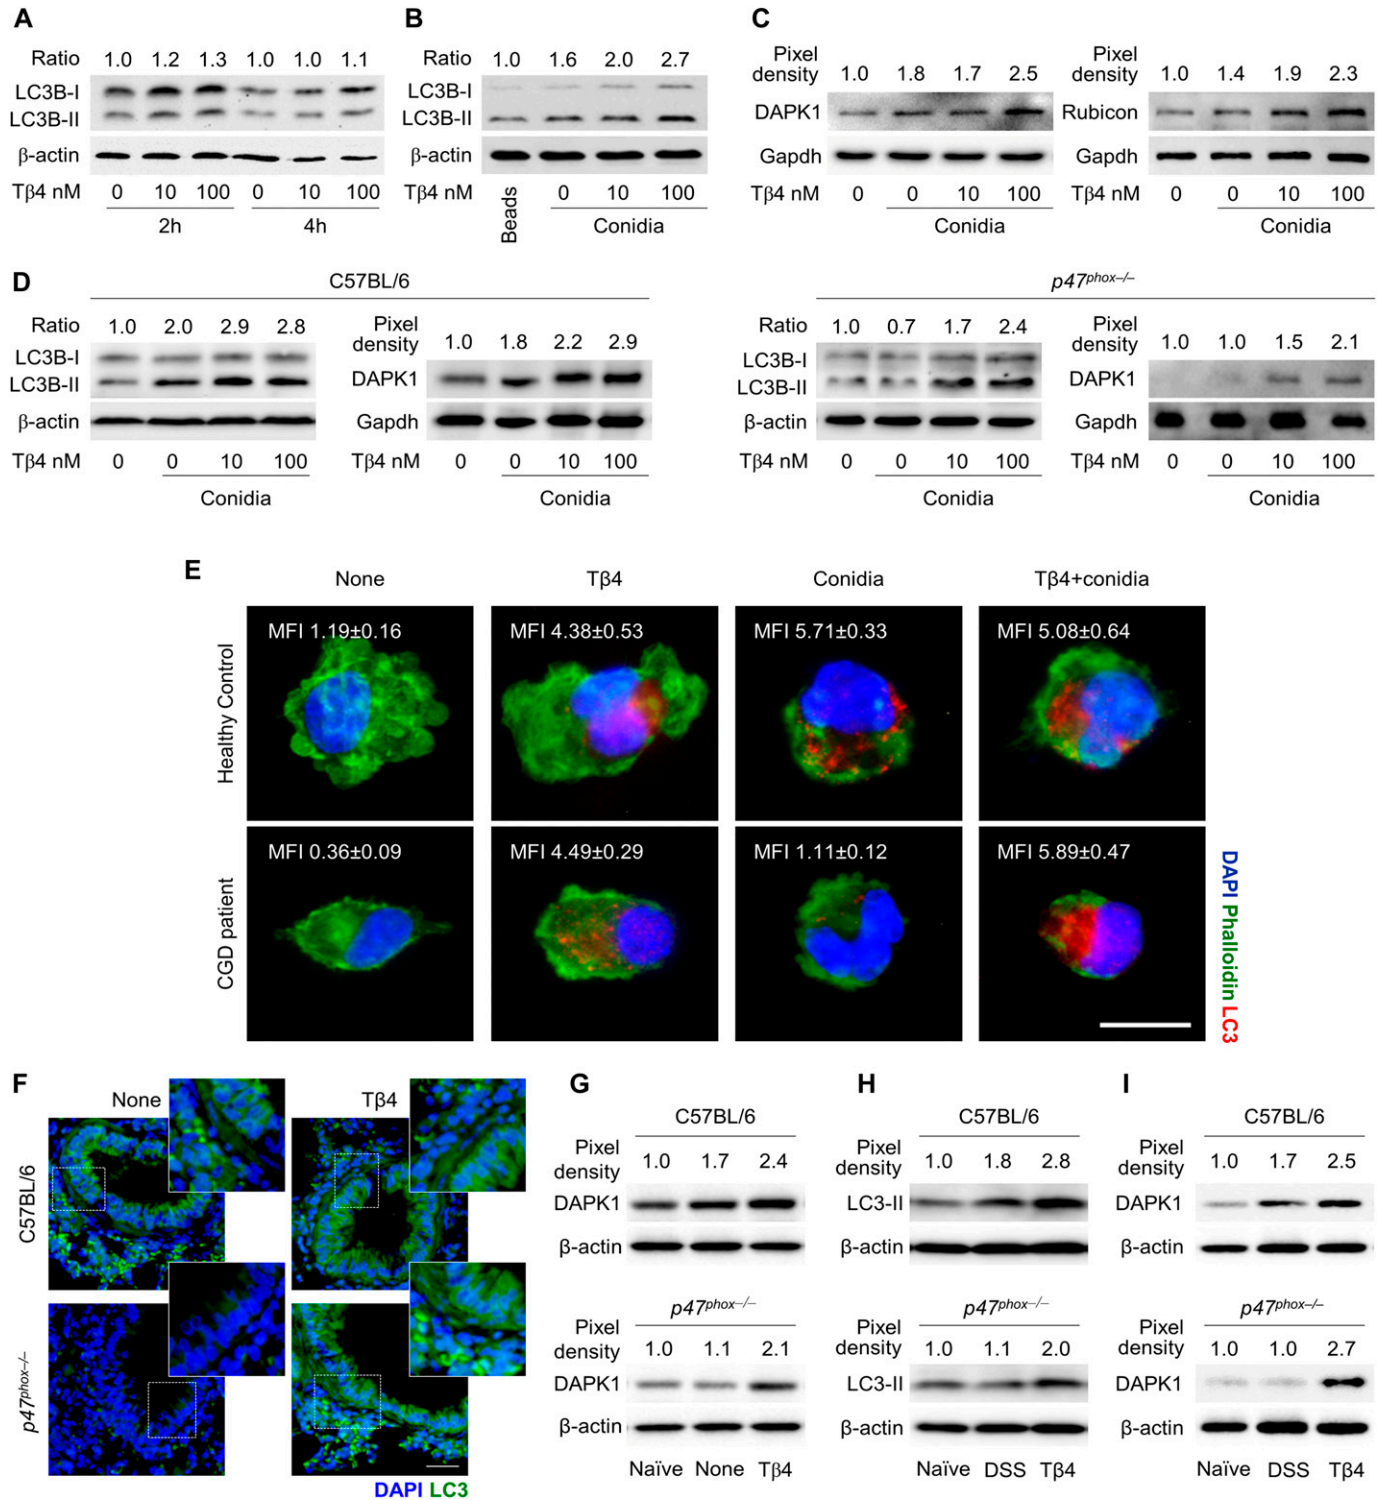 A
Ratio 1.0 1.2 1.3 1.0 1.0 1.1
LC3B-I
LC3B-II
β-actin
Tβ4 nM 0 10 100 0 10 100
2h 4h
B
Ratio 1.0 1.6 2.0 2.7
LC3B-I
LC3B-II
β-actin
Tβ4 nM Beads 0 10 100
Conidia
C
Pixel density 1.0 1.8 1.7 2.5
DAPK1
Gapdh
Tβ4 nM 0 0 10 100
Conidia
Pixel density 1.0 1.4 1.9 2.3
Rubicon
Gapdh
Tβ4 nM 0 0 10 100
Conidia
D
C57BL/6
Ratio 1.0 2.0 2.9 2.8
LC3B-I
LC3B-II
β-actin
Tβ4 nM 0 0 10 100
Conidia
Pixel density 1.0 1.8 2.2 2.9
DAPK1
Gapdh
Tβ4 nM 0 0 10 100
Conidia
p47phox–/–
Ratio 1.0 0.7 1.7 2.4
LC3B-I
LC3B-II
β-actin
Tβ4 nM 0 0 10 100
Conidia
Pixel density 1.0 1.0 1.5 2.1
DAPK1
Gapdh
Tβ4 nM 0 0 10 100
Conidia
E
None Tβ4 Conidia Tβ4+conidia
Healthy Control
MFI 1.19±0.16 MFI 4.38±0.53 MFI 5.71±0.33 MFI 5.08±0.64
CGD patient
MFI 0.36±0.09 MFI 4.49±0.29 MFI 1.11±0.12 MFI 5.89±0.47
DAPI Phalloidin LC3
F
None Tβ4
C57BL/6
p47phox–/–
DAPI LC3
G
C57BL/6
Pixel density 1.0 1.7 2.4
DAPK1
β-actin
p47phox–/–
Pixel density 1.0 1.1 2.1
DAPK1
β-actin
Naïve None Tβ4
H
C57BL/6
Pixel density 1.0 1.8 2.8
LC3-II
β-actin
p47phox–/–
Pixel density 1.0 1.1 2.0
LC3-II
β-actin
Naïve DSS Tβ4
I
C57BL/6
Pixel density 1.0 1.7 2.5
DAPK1
β-actin
p47phox–/–
Pixel density 1.0 1.0 2.7
DAPK1
β-actin
Naïve DSS Tβ4